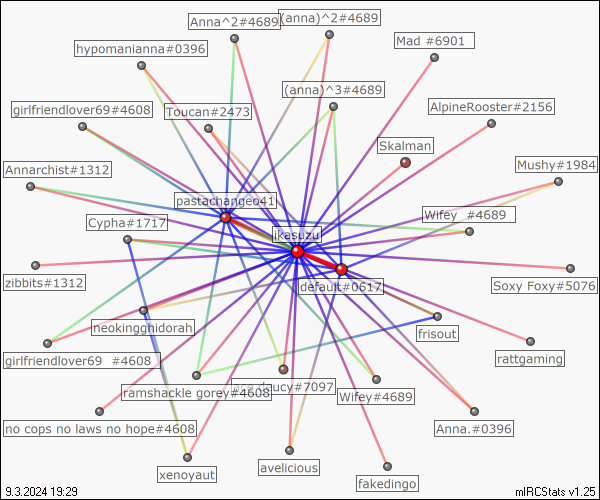 Anna^2#4689
(anna)^2#4689
hypomanianna#0396
Mad #6901
(anna)^3#4689
girlfriendlover69#4608
Toucan#2473
AlpineRooster#2156
Skalman
Annarchist#1312
Mushy#1984
pastachange041
Cypha#1717
Wifey #4689
ikasuzu
zibbits#1312
default#0617
Soxy Foxy#5076
neokingghidorah
frisout
girlfriendlover69 #4608
rattgaming
ramshackle gorey#4608
#7097
Wifey#4689
no cops no laws no hope#4608
Anna.#0396
xenoyaut
avelicious
fakedingo
9.3.2024 19:29
mIRCStats v1.25